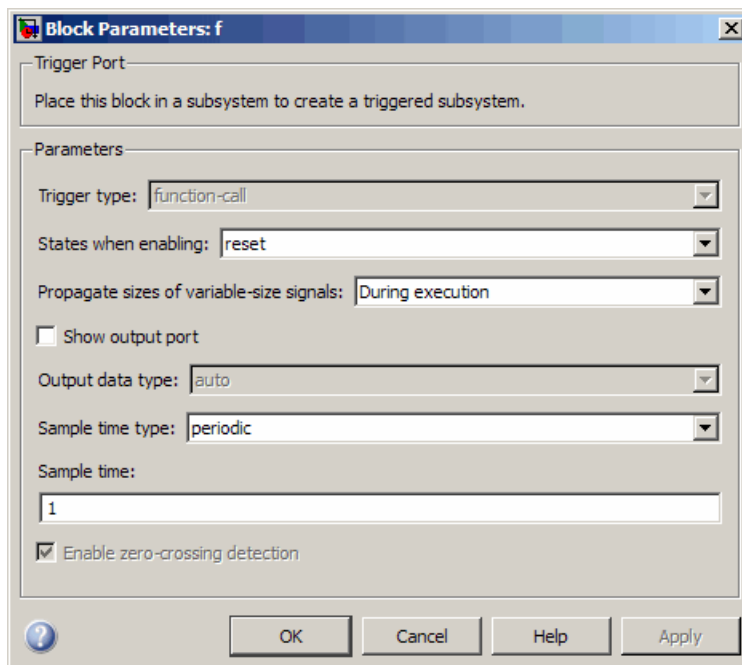 Block Parameters: f
Trigger Port
Place this block in a subsystem to create a triggered subsystem.
Parameters
Trigger type: function-call
States when enabling: reset
Propagate sizes of variable-size signals: During execution
Show output port
Output data type: auto
Sample time type: periodic
Sample time:
1
Enable zero-crossing detection
OK Cancel Help Apply